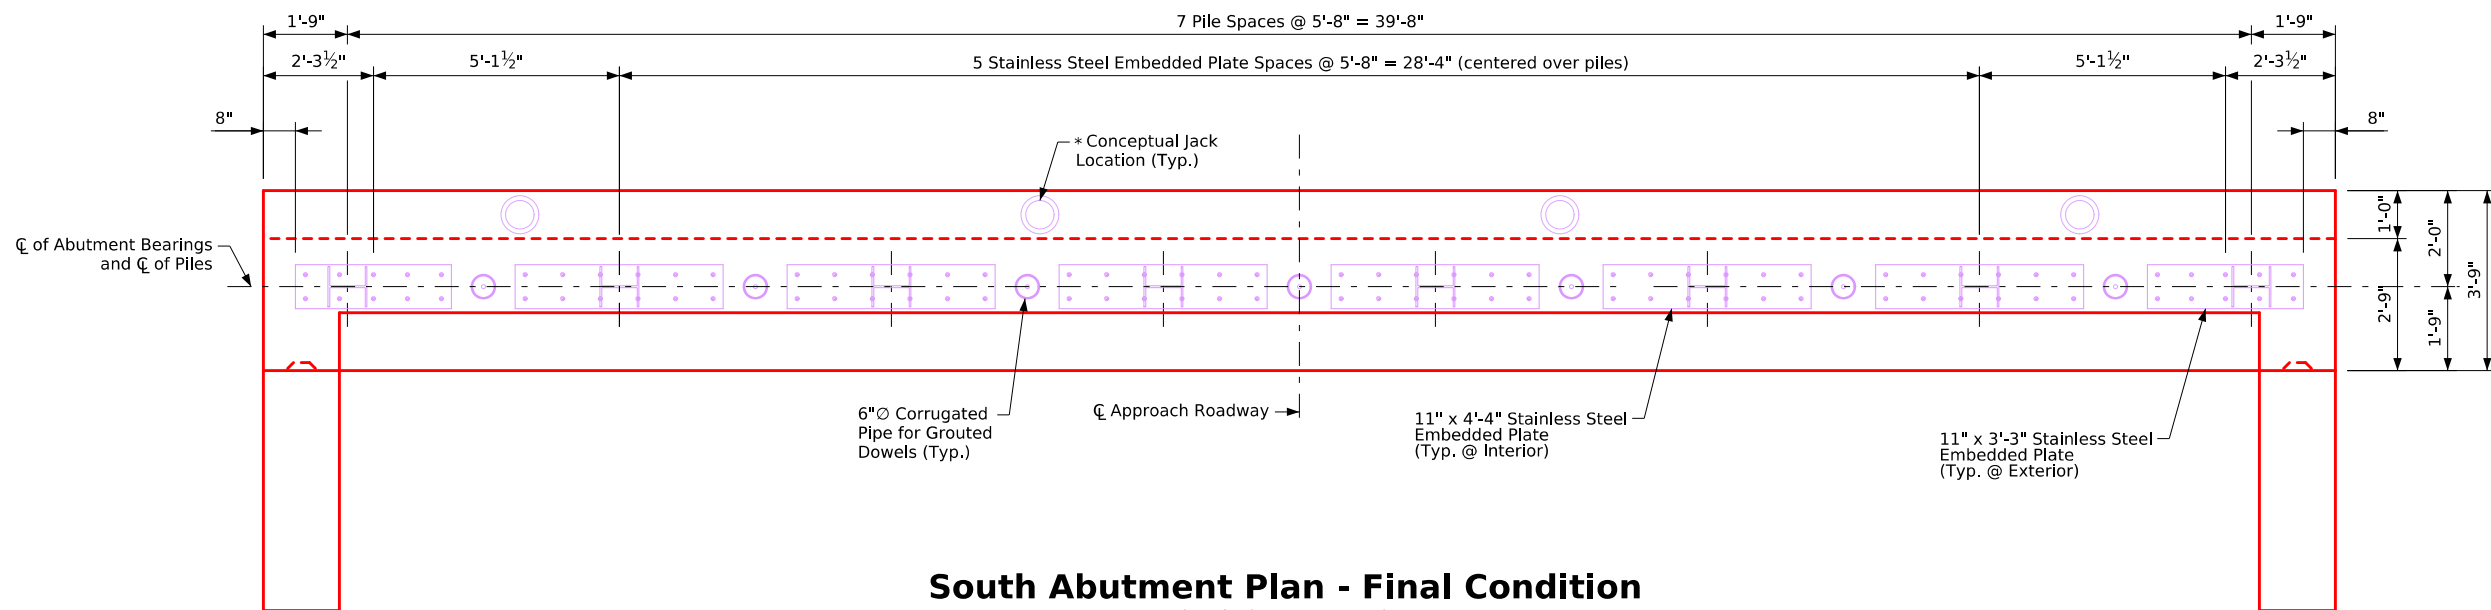 1'-9"
7 Pile Spaces @ 5'-8" = 39'-8"
1'-9"
2'-3½"
5'-1½"
5 Stainless Steel Embedded Plate Spaces @ 5'-8" = 28'-4" (centered over piles)
5'-1½"
2'-3½"
8"
8"
* Conceptual Jack
Location (Typ.)
℄ of Abutment Bearings
and ℄ of Piles
1'-0"
2'-0"
3'-9"
2'-9"
1'-9"
6"∅ Corrugated
Pipe for Grouted
Dowels (Typ.)
℄ Approach Roadway
11" x 4'-4" Stainless Steel
Embedded Plate
(Typ. @ Interior)
11" x 3'-3" Stainless Steel
Embedded Plate
(Typ. @ Exterior)
South Abutment Plan - Final Condition